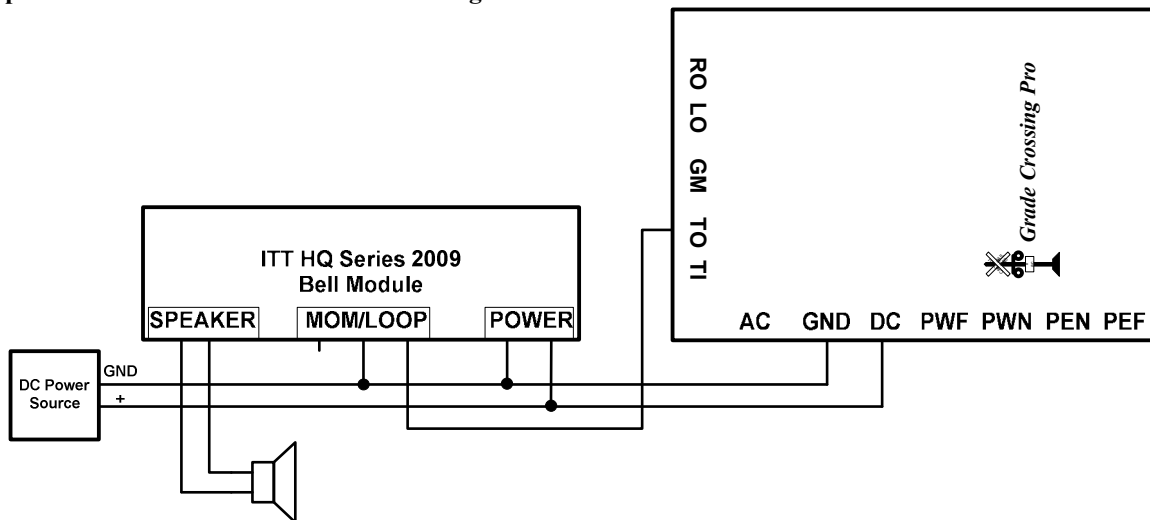 RO LO GM TO TI
Grade Crossing Pro
ITT HQ Series 2009
Bell Module
SPEAKER MOM/LOOP POWER
AC GND DC PWF PWN PEN PEF
DC Power
Source
GND
+